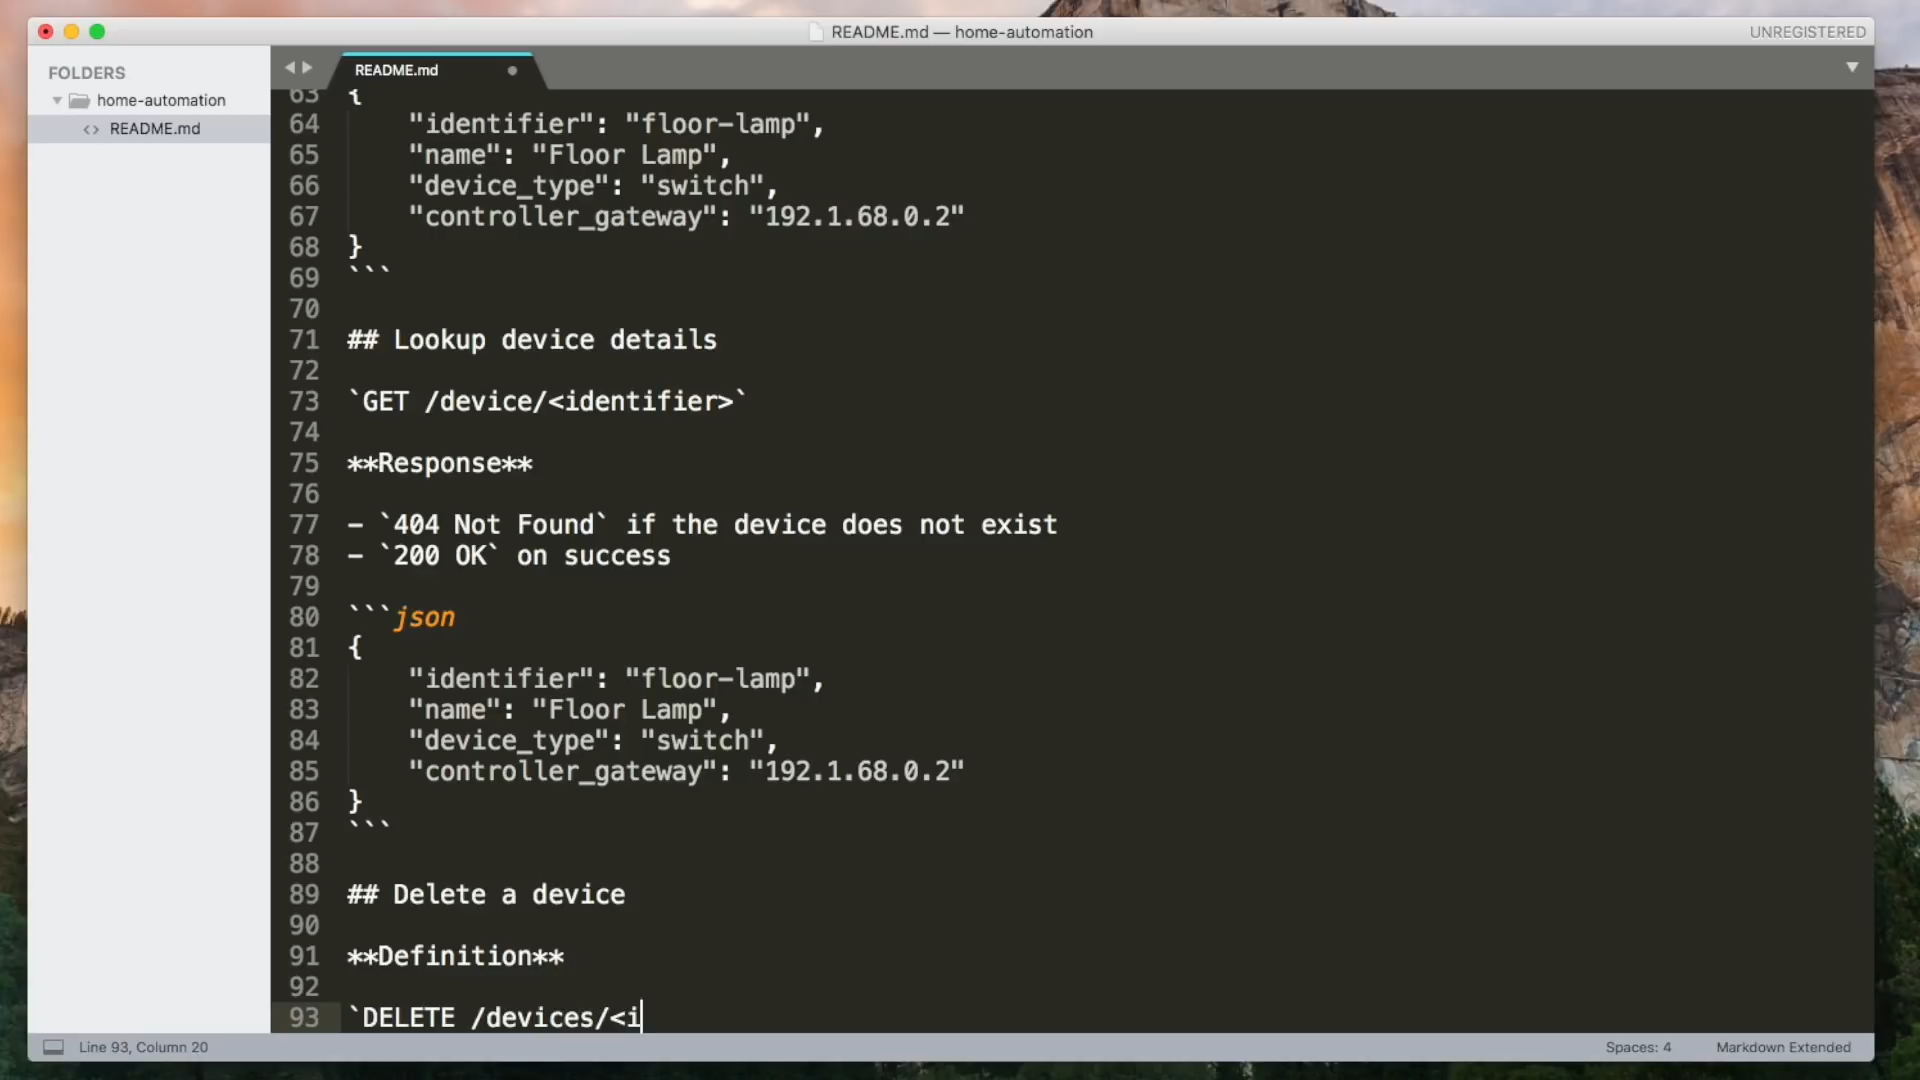 README.md — home-automation
UNREGISTERED
FOLDERS
home-automation
<> README.md
README.md
63 {
64 "identifier": "floor-lamp",
65 "name": "Floor Lamp",
66 "device_type": "switch",
67 "controller_gateway": "192.1.68.0.2"
68 }
69 ```
70
71 ## Lookup device details
72
73 `GET /device/<identifier>`
74
75 **Response**
76
77 - `404 Not Found` if the device does not exist
78 - `200 OK` on success
79
80 ```json
81 {
82 "identifier": "floor-lamp",
83 "name": "Floor Lamp",
84 "device_type": "switch",
85 "controller_gateway": "192.1.68.0.2"
86 }
87 ```
88
89 ## Delete a device
90
91 **Definition**
92
93 `DELETE /devices/<i
Line 93, Column 20
Spaces: 4
Markdown Extended